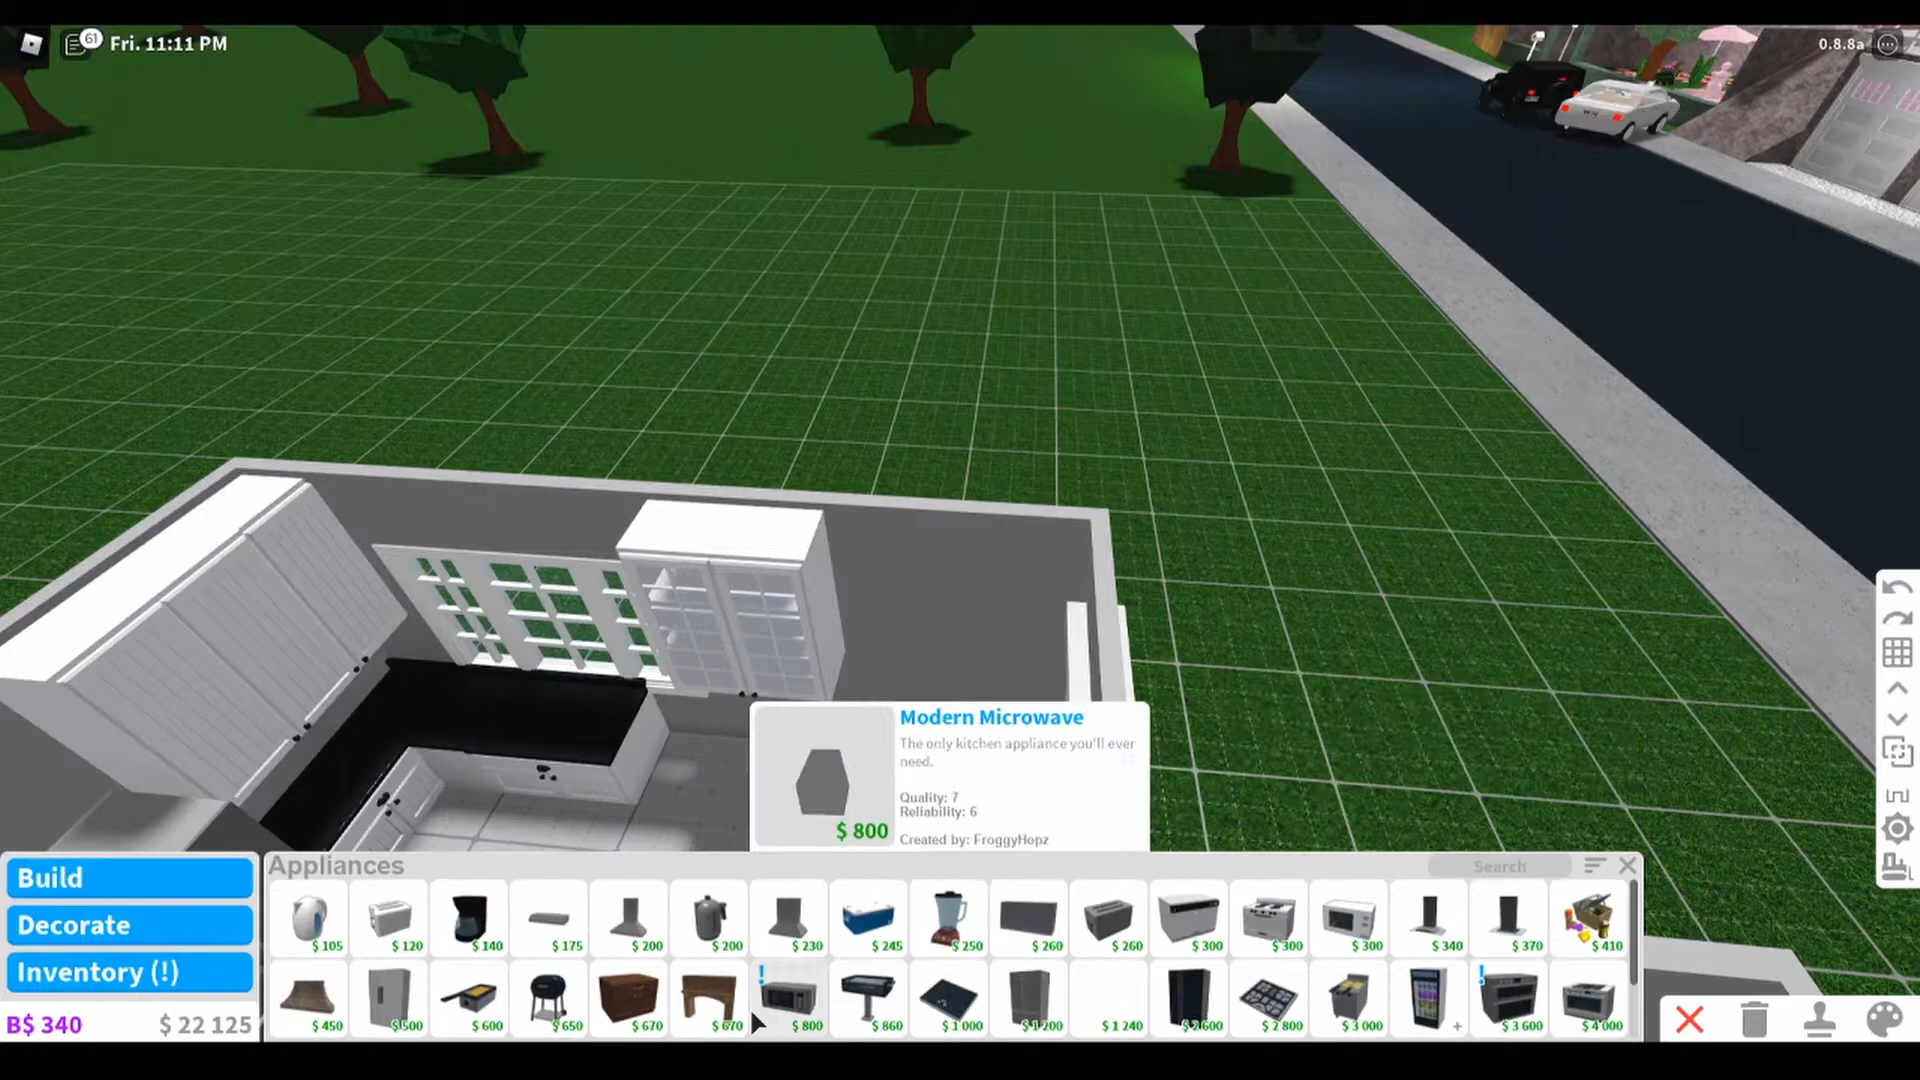 61 Fri. 11:11 PM
0.8.8a
Modern Microwave
The only kitchen appliance you'll ever
need.
Quality: 7
Reliability: 6
$ 800
Created by: FroggyHopz
Build
Decorate
Inventory (!)
B$ 340 $ 22 125
Appliances
Search
$ 105 $ 120 $ 140 $ 175 $ 200 $ 200 $ 230 $ 245 $ 250 $ 260 $ 260 $ 300 $ 300 $ 300 $ 340 $ 370 $ 410
! !
$ 450 $ 500 $ 600 $ 650 $ 670 $ 670 $ 800 $ 860 $ 1 000 $ 1 200 $ 1 240 $ 2 600 $ 2 800 $ 3 000 + $ 3 600 $ 4 000